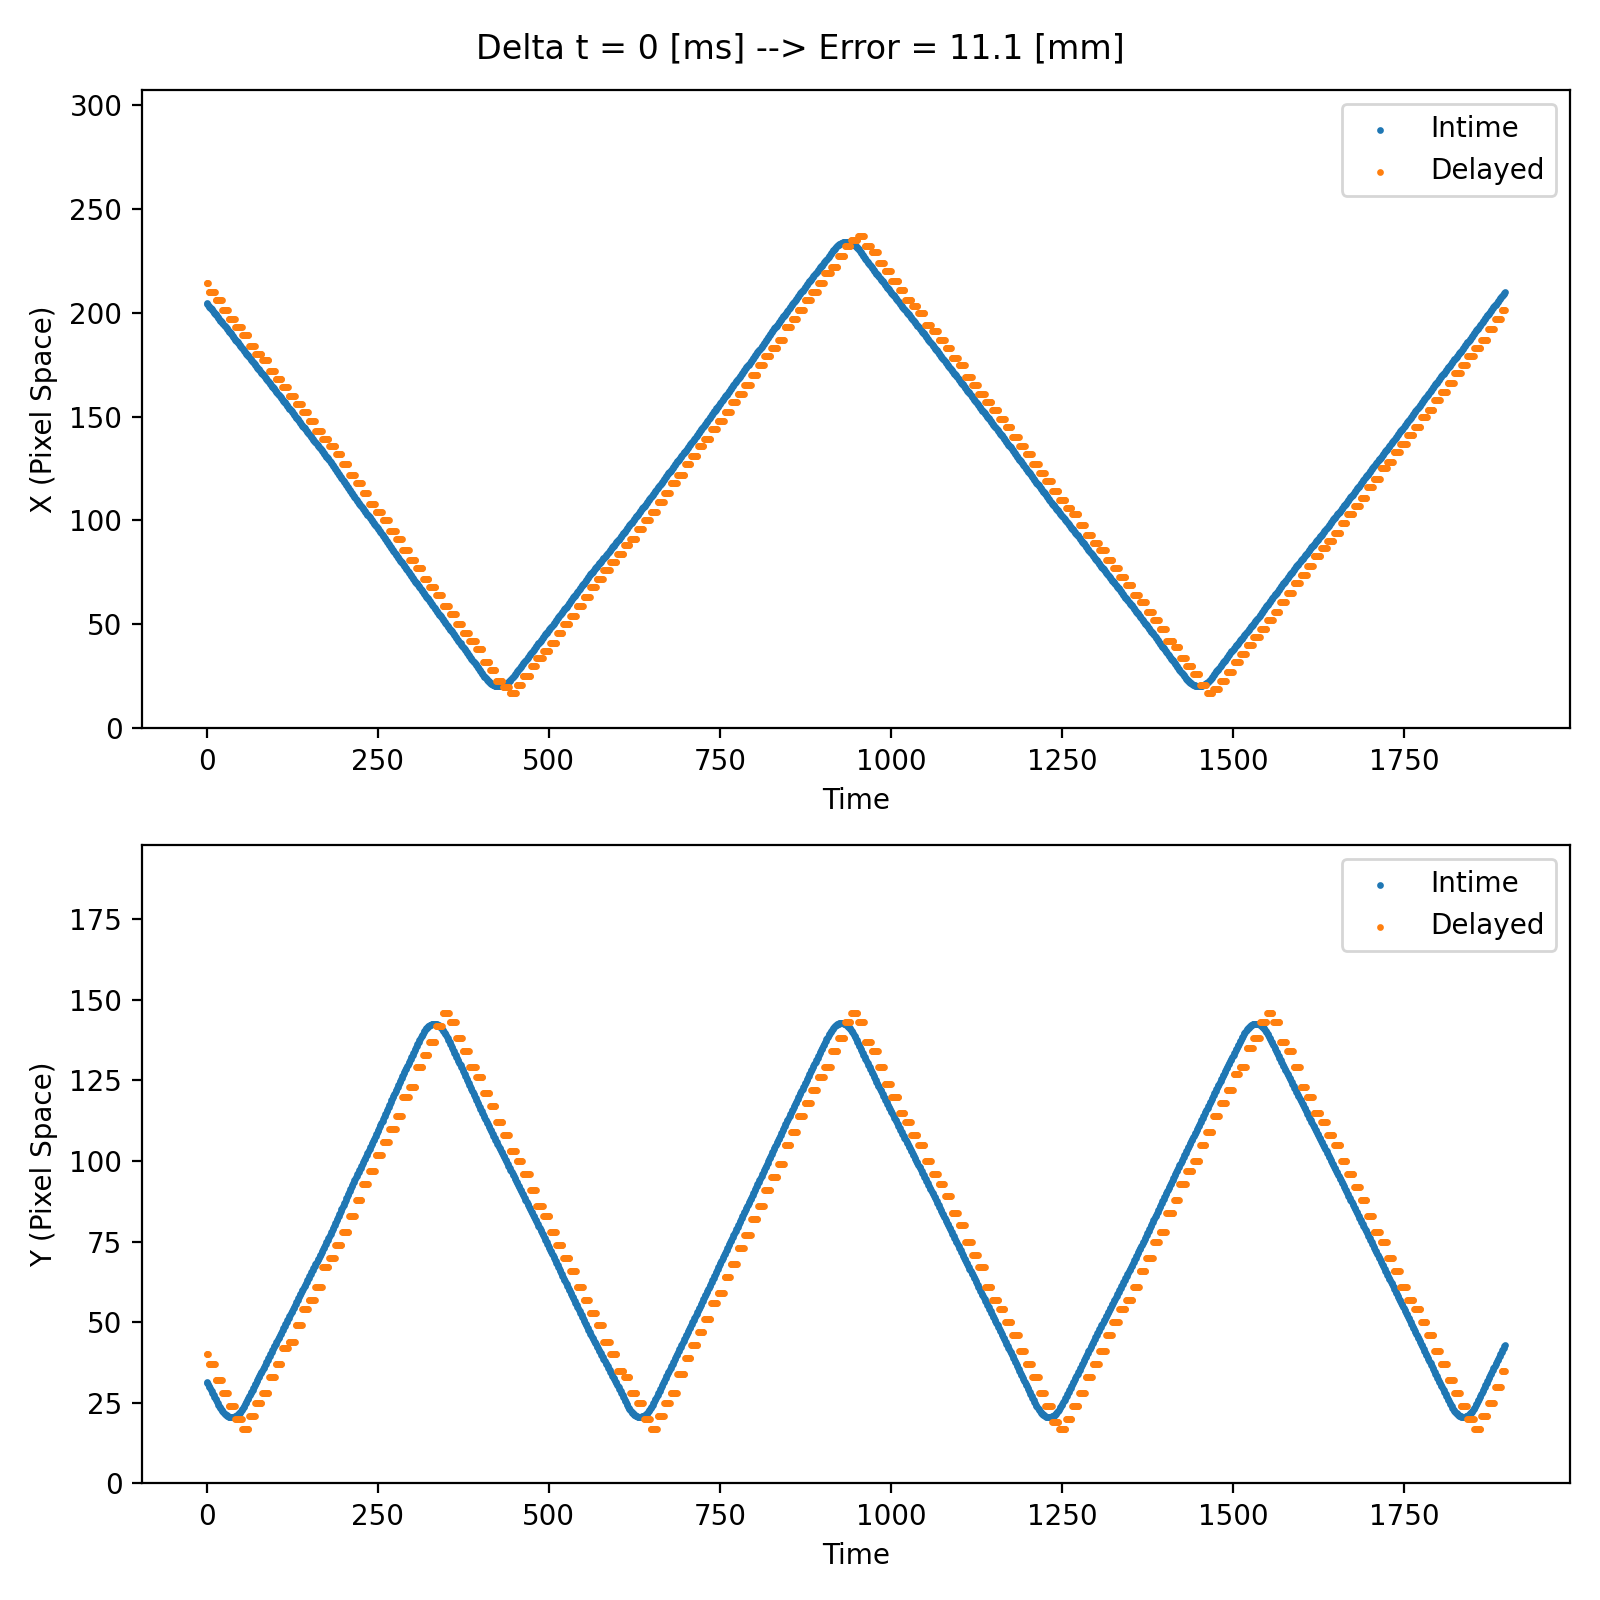 Delta t = 0 [ms] --> Error = 11.1 [mm]
300
250
200
150
100
50
0
X (Pixel Space)
Intime
Delayed
0 250 500 750 1000 1250 1500 1750
Time
175
150
125
100
75
50
25
0
Y (Pixel Space)
Intime
Delayed
0 250 500 750 1000 1250 1500 1750
Time